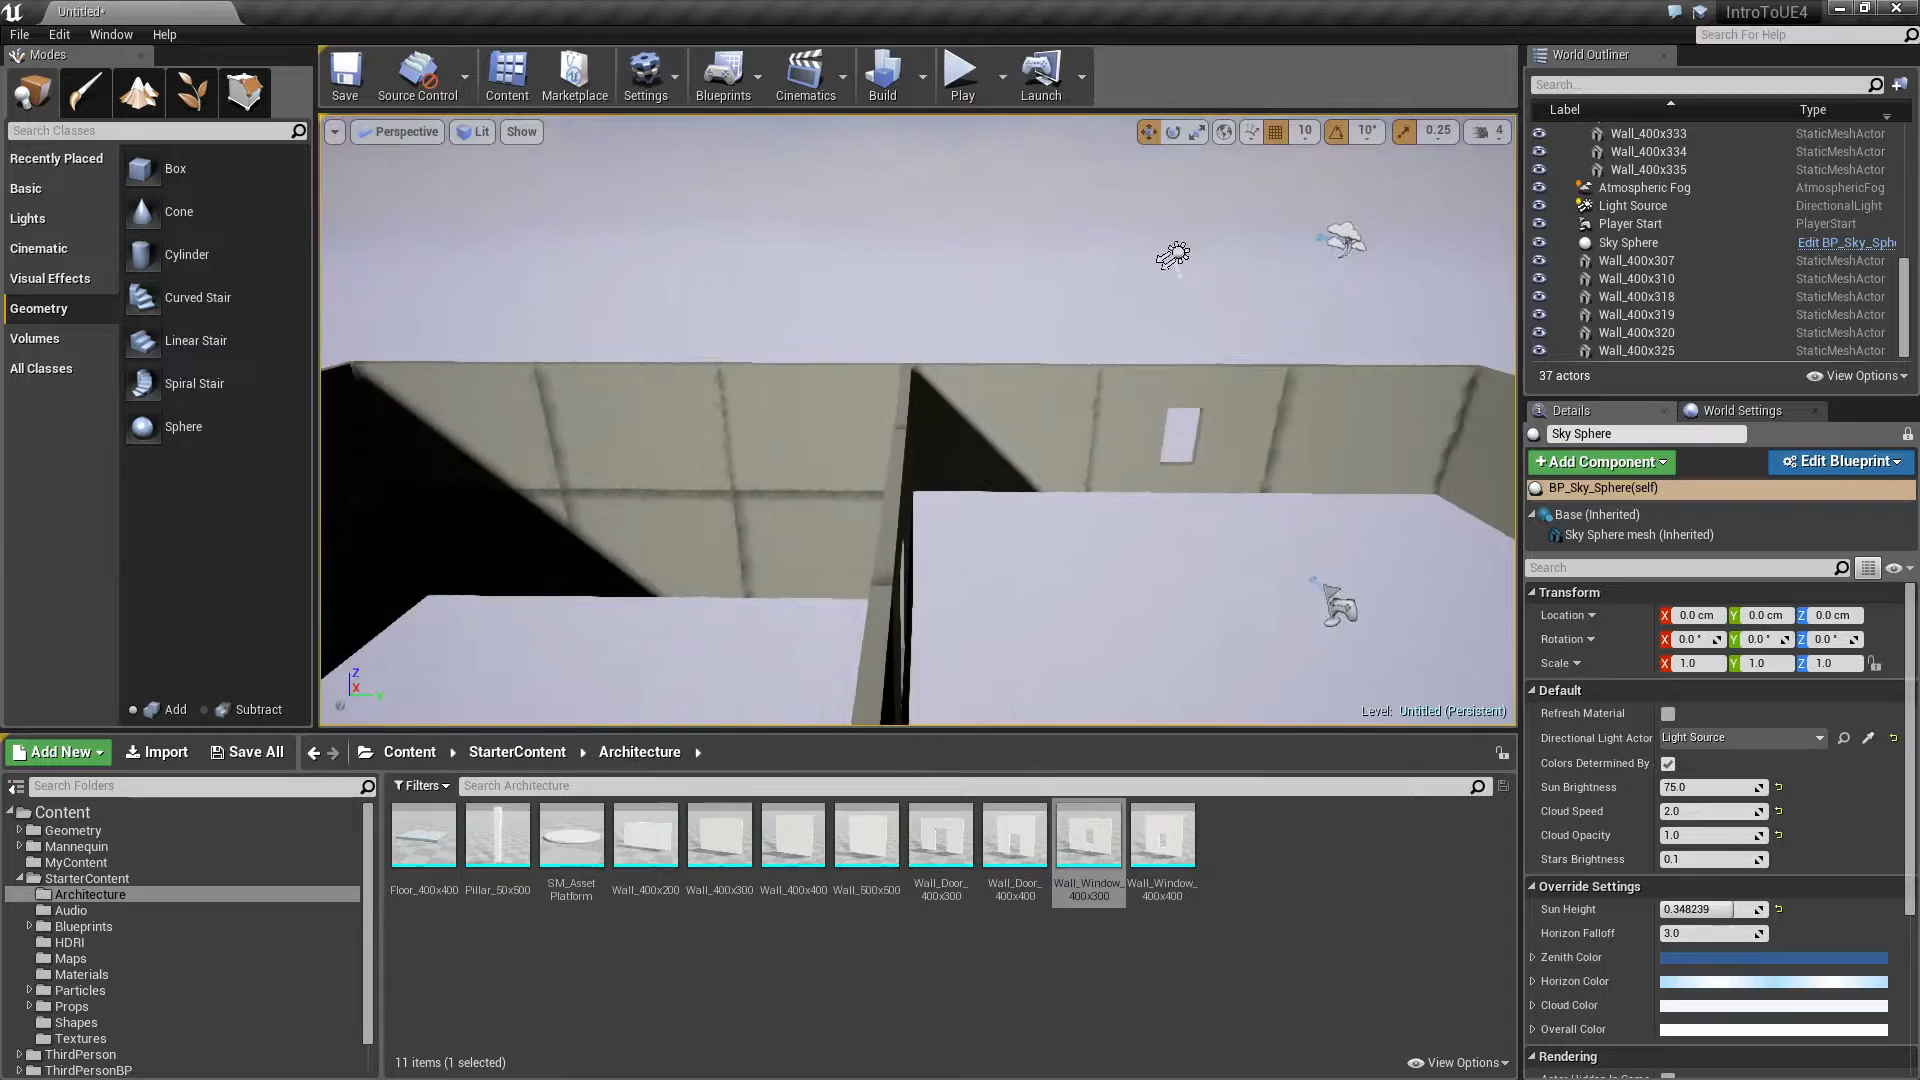 Untitled*
IntroToUE4
File Edit Window Help
Search For Help
Modes
Search Classes
Recently Placed
Basic
Lights
Cinematic
Visual Effects
Geometry
Volumes
All Classes
Box
Cone
Cylinder
Curved Stair
Linear Stair
Spiral Stair
Sphere
Add Subtract
Save Source Control Content Marketplace Settings Blueprints Cinematics Build Play Launch
Perspective Lit Show
10 10° 0.25 4
Z
X
Level: Untitled (Persistent)
World Outliner
Search...
Label Type
Wall_400x333 StaticMeshActor
Wall_400x334 StaticMeshActor
Wall_400x335 StaticMeshActor
Atmospheric Fog AtmosphericFog
Light Source DirectionalLight
Player Start PlayerStart
Sky Sphere Edit BP_Sky_Sph
Wall_400x307 StaticMeshActor
Wall_400x310 StaticMeshActor
Wall_400x318 StaticMeshActor
Wall_400x319 StaticMeshActor
Wall_400x320 StaticMeshActor
Wall_400x325 StaticMeshActor
37 actors View Options
Details World Settings
Sky Sphere
+Add Component Edit Blueprint
BP_Sky_Sphere(self)
Base (Inherited)
Sky Sphere mesh (Inherited)
Search
Transform
Location X 0.0 cm Y 0.0 cm Z 0.0 cm
Rotation X 0.0 ° Y 0.0 ° Z 0.0 °
Scale X 1.0 Y 1.0 Z 1.0
Default
Refresh Material
Directional Light Actor Light Source
Colors Determined By
Sun Brightness 75.0
Cloud Speed 2.0
Cloud Opacity 1.0
Stars Brightness 0.1
Override Settings
Sun Height 0.348239
Horizon Falloff 3.0
Zenith Color
Horizon Color
Cloud Color
Overall Color
Rendering
Add New Import Save All Content StarterContent Architecture
Search Folders
Filters Search Architecture
Content
Geometry
Mannequin
MyContent
StarterContent
Architecture
Audio
Blueprints
HDRI
Maps
Materials
Particles
Props
Shapes
Textures
ThirdPerson
ThirdPersonBP
Floor_400x400
Pillar_50x500
SM_Asset
Platform
Wall_400x200
Wall_400x300
Wall_400x400
Wall_500x500
Wall_Door_
400x300
Wall_Door_
400x400
Wall_Window_
400x300
Wall_Window_
400x400
11 items (1 selected) View Options